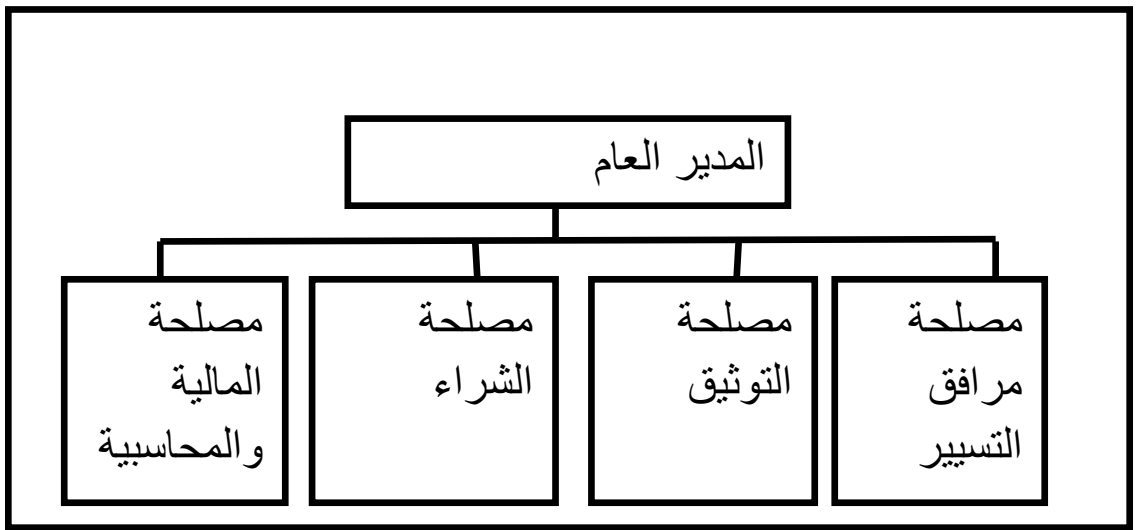 المدير العام
مصلحة
مرافق
التسيير
مصلحة
التوثيق
مصلحة
الشراء
مصلحة
المالية
والمحاسبية